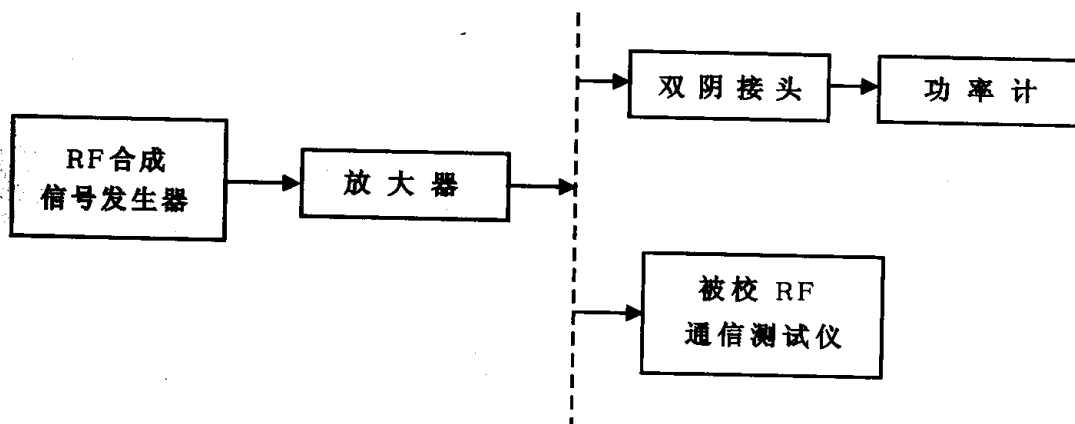 RF合成
信号发生器
放大器
双阴接头
功率计
被校 RF
通信测试仪